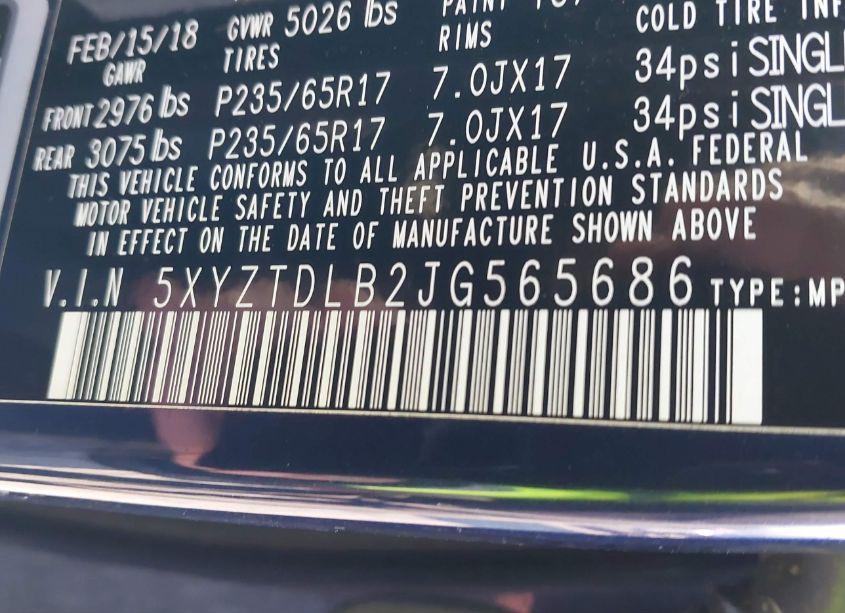 FEB/15/18 GVWR 5026 lbs COLD TIRE INF
GAWR TIRES RIMS
FRONT 2976 lbs P235/65R17 7.0JX17 34psi SINGL
REAR 3075 lbs P235/65R17 7.0JX17 34psi SINGL
THIS VEHICLE CONFORMS TO ALL APPLICABLE U.S.A. FEDERAL
MOTOR VEHICLE SAFETY AND THEFT PREVENTION STANDARDS
IN EFFECT ON THE DATE OF MANUFACTURE SHOWN ABOVE
V.I.N 5XYZTDLB2JG565686 TYPE:MP